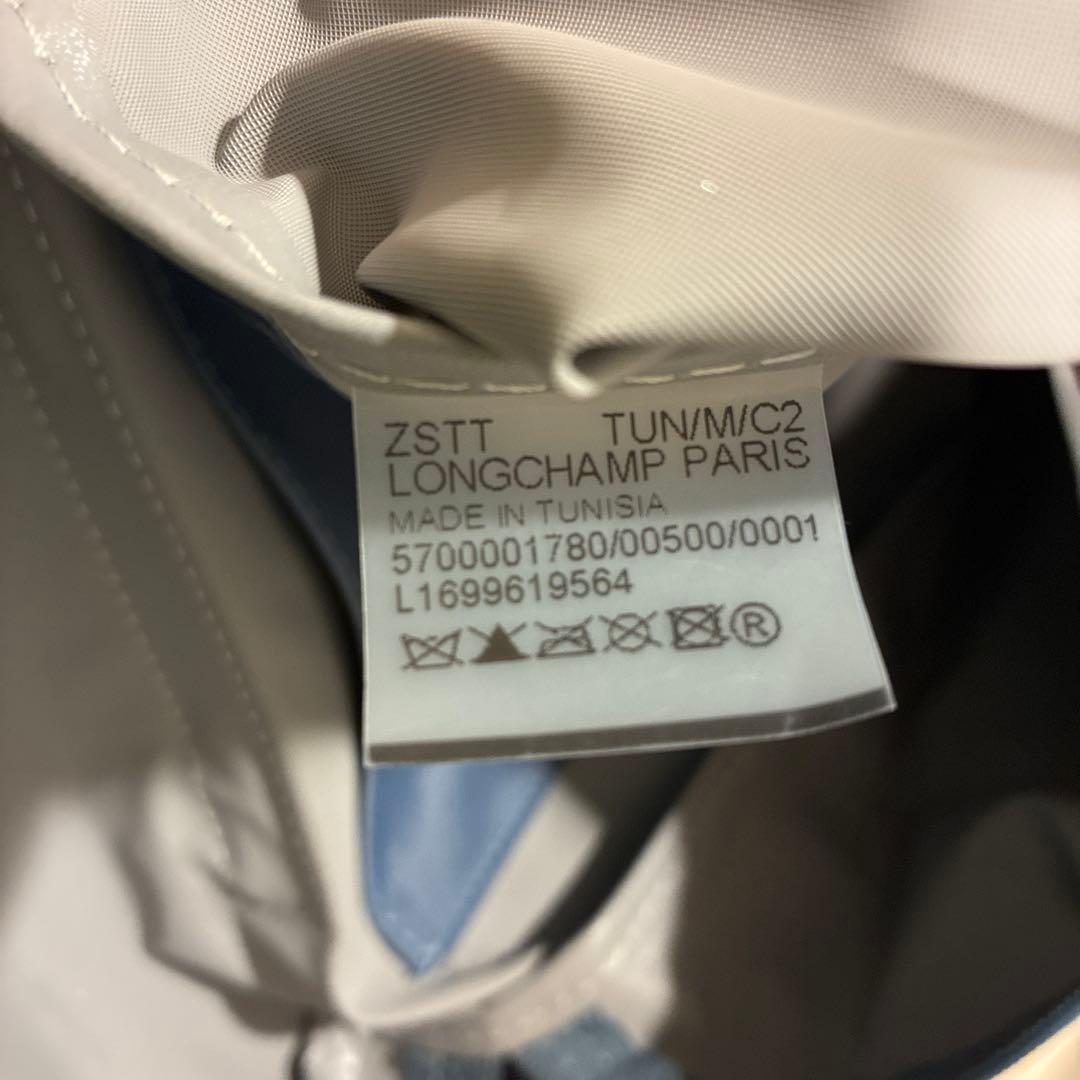 ZSTT TUN/M/C2
LONGCHAMP PARIS
MADE IN TUNISIA
5700001780/00500/0001
L1699619564
®